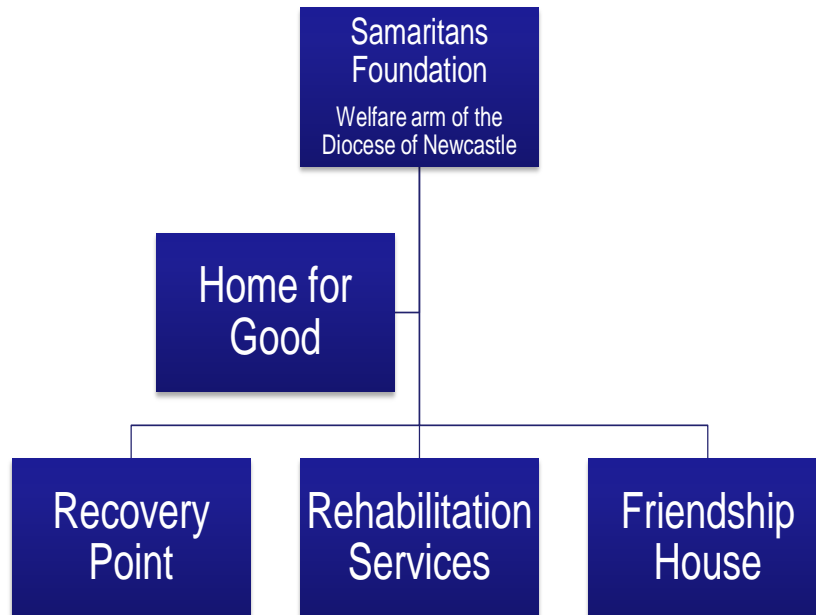 Samaritans
Foundation
Welfare arm of the
Diocese of Newcastle
Home for
Good
Recovery
Point
Rehabilitation
Services
Friendship
House